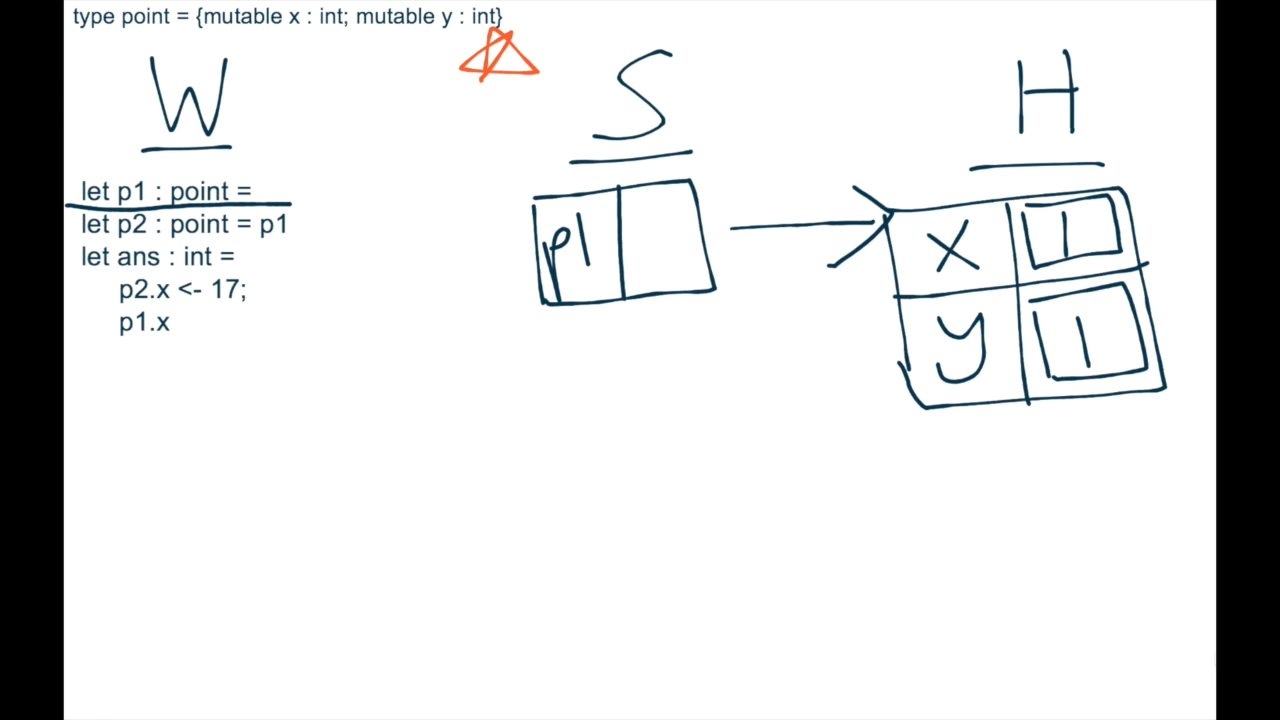 type point = {mutable x : int; mutable y : int}
W
S
H
let p1 : point =
let p2 : point = p1
let ans : int =
p2.x <- 17;
p1.x
p1
x 1
y 1